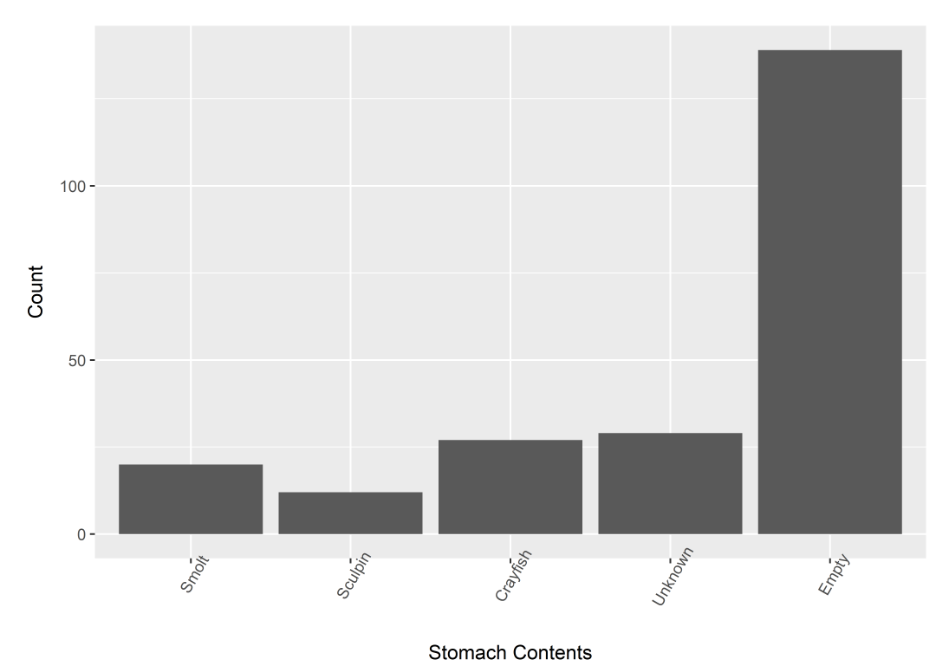 100
50
0
Count
Smolt
Sculpin
Crayfish
Unknown
Empty
Stomach Contents